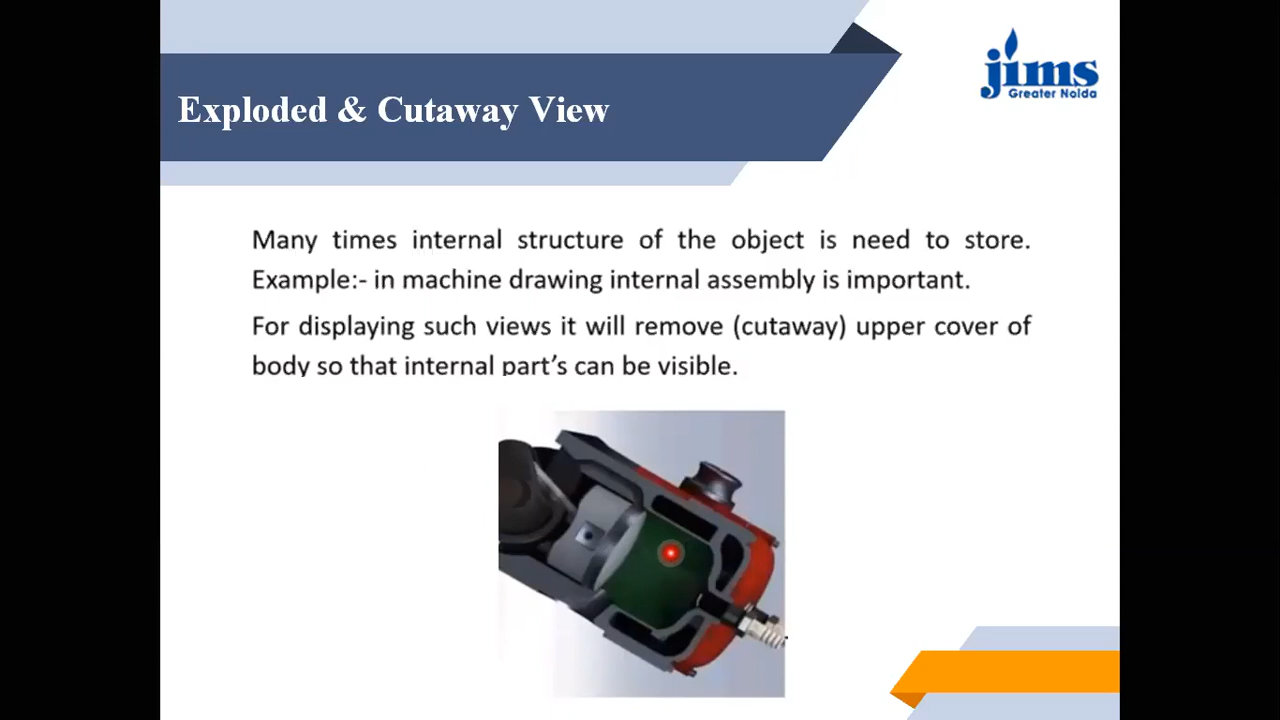 jims
Greater Noida
Exploded & Cutaway View
Many times internal structure of the object is need to store.
Example:- in machine drawing internal assembly is important.
For displaying such views it will remove (cutaway) upper cover of
body so that internal part’s can be visible.